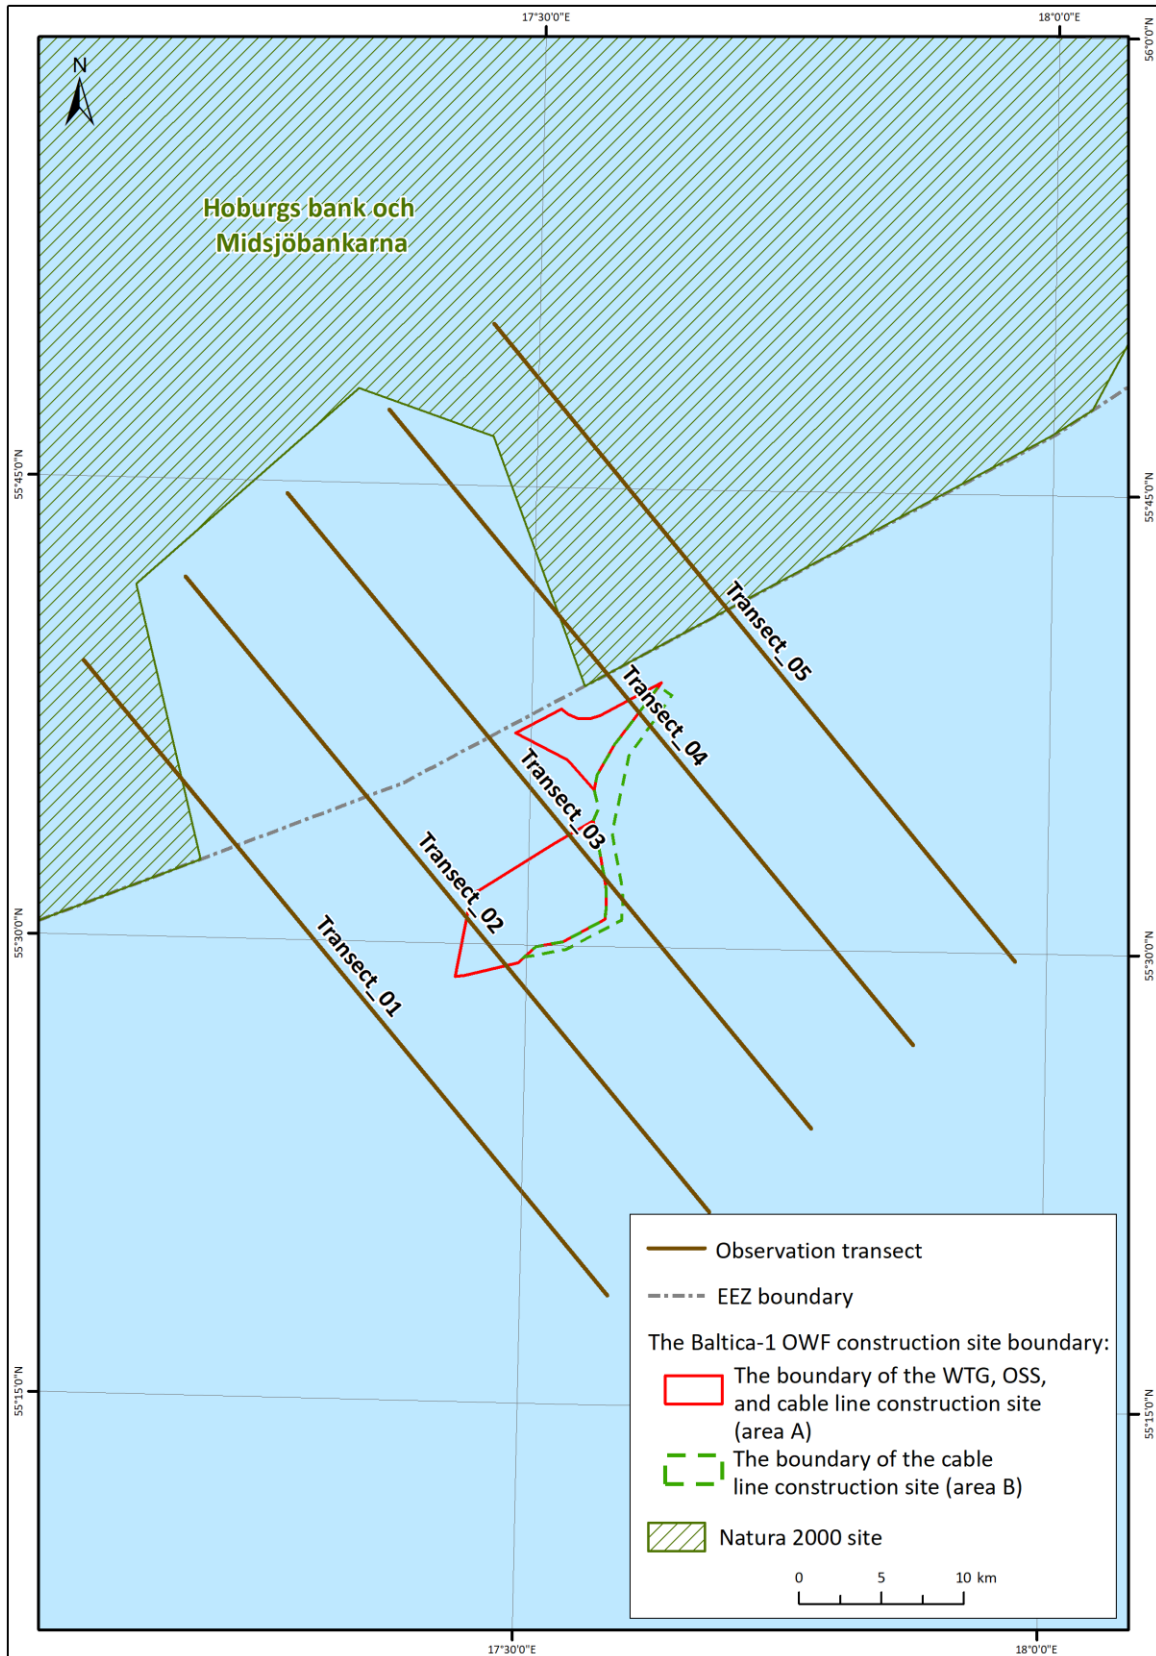 17°30'0"E
18°0'0"E
56°0'0"N
N
Hoburgs bank och
Midsjöbankarna
55°45'0"N
55°45'0"N
Transect_05
Transect_04
Transect_03
Transect_02
Transect_01
55°30'0"N
55°30'0"N
Observation transect
EEZ boundary
The Baltica-1 OWF construction site boundary:
The boundary of the WTG, OSS,
and cable line construction site
(area A)
The boundary of the cable
line construction site (area B)
Natura 2000 site
0 5 10 km
55°15'0"N
55°15'0"N
17°30'0"E
18°0'0"E